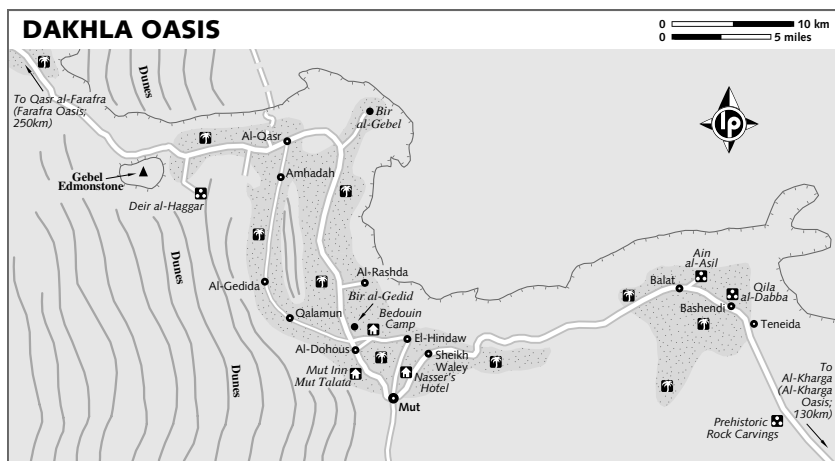 DAKHLA OASIS
0 10 km
0 5 miles
Dunes
To Qasr al-Farafra
(Farafra Oasis;
250km)
Bir
al-Gebel
lp
Al-Qasr
Gebel
Edmonstone
Amhadah
Deir al-Haggar
Dunes
Al-Gedida
Al-Rashda
Bir al-Gedid
Qalamun
Bedouin
Camp
El-Hindaw
Al-Dohous
Sheikh
Waley
Mut Inn
Mut Talata
Nasser's
Hotel
Mut
Dunes
Ain
al-Asil
Balat
Qila
al-Dabba
Bashendi
Teneida
To
Al-Kharga
(Al-Kharga
Oasis;
130km)
Prehistoric
Rock Carvings